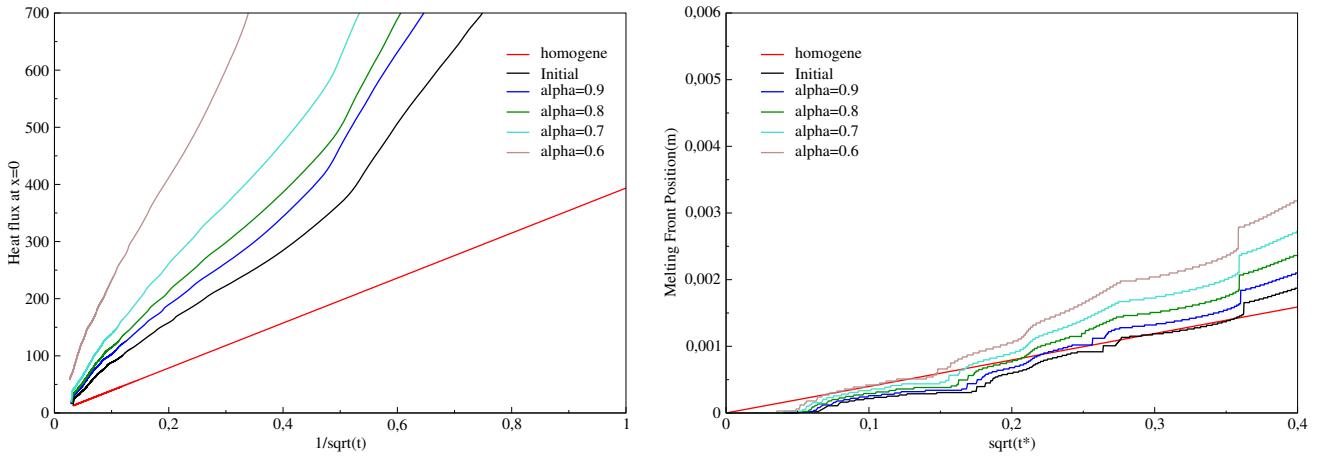 700
600
500
400
300
200
100
0
Heat flux at x=0
0
0,2
0,4
0,6
0,8
1
1/sqrt(t)
homogene
Initial
alpha=0.9
alpha=0.8
alpha=0.7
alpha=0.6
0,006
0,005
0,004
0,003
0,002
0,001
0
Melting Front Position(m)
0
0,1
0,2
0,3
0,4
sqrt(t*)
homogene
Initial
alpha=0.9
alpha=0.8
alpha=0.7
alpha=0.6